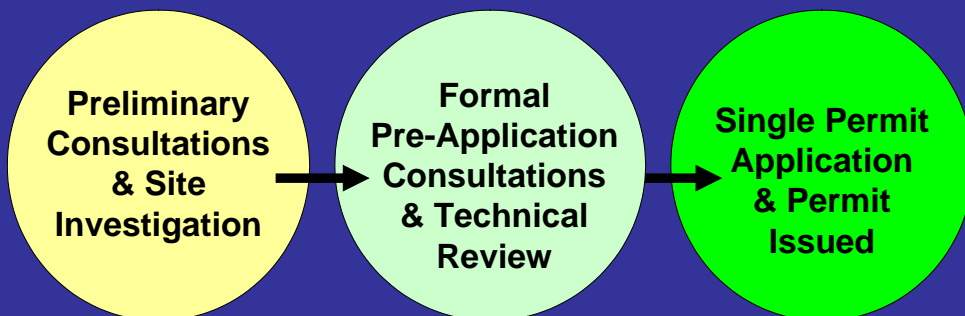 Preliminary
Consultations
& Site
Investigation
Formal
Pre-Application
Consultations
& Technical
Review
Single Permit
Application
& Permit
Issued